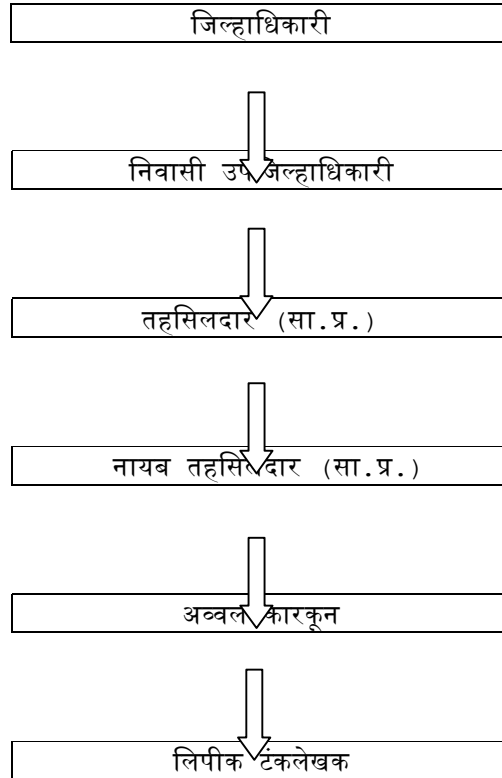 जिल्हाधिकारी
निवासी उपजिल्हाधिकारी
तहसिलदार (सा.प्र.)
नायब तहसिलदार (सा.प्र.)
अव्वल कारकून
लिपीक टंकलेखक